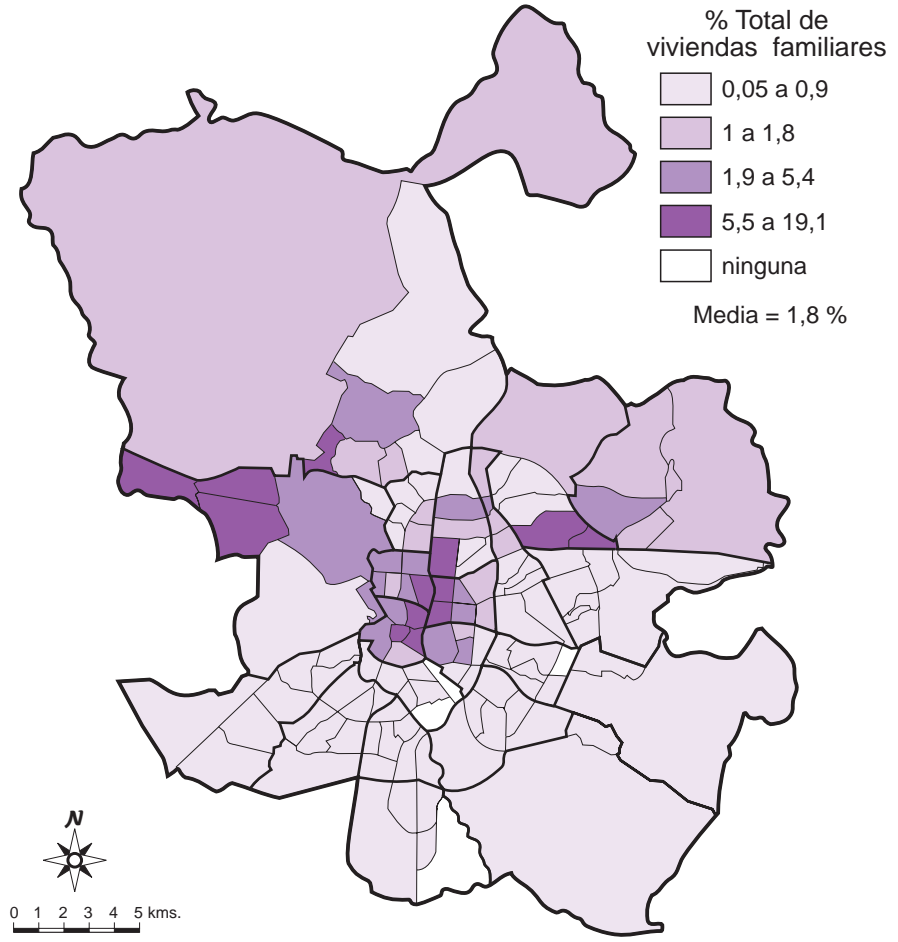 % Total de
viviendas familiares
0,05 a 0,9
1 a 1,8
1,9 a 5,4
5,5 a 19,1
ninguna
Media = 1,8 %
N
0 1 2 3 4 5 kms.